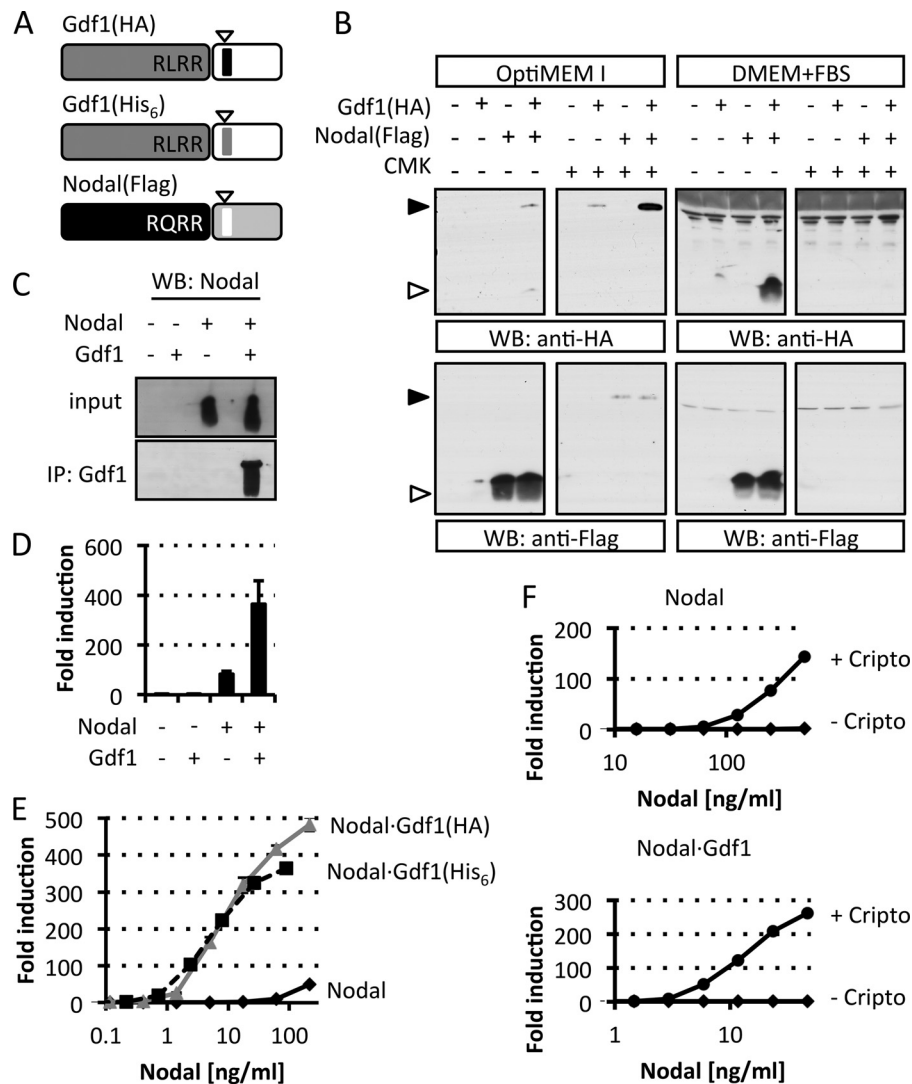 A
Gdf1(HA)
RLRR
Gdf1(His6)
RLRR
Nodal(Flag)
RQRR
B
OptiMEM I
DMEM+FBS
Gdf1(HA) - + - + - + - + - + - + - + - +
Nodal(Flag) - - + + - - + + - - + + - - + +
CMK - - - - + + + + - - - - + + + +
WB: anti-HA
WB: anti-HA
WB: anti-Flag
WB: anti-Flag
C
WB: Nodal
Nodal - - + +
Gdf1 - + - +
input
IP: Gdf1
D
Fold induction
600
400
200
0
Nodal - - + +
Gdf1 - + - +
E
Fold induction
500
400
300
200
100
0
0.1 1 10 100
Nodal [ng/ml]
Nodal·Gdf1(HA)
Nodal·Gdf1(His6)
Nodal
F
Nodal
Fold induction
200
100
0
10 100
Nodal [ng/ml]
+ Cripto
- Cripto
Nodal·Gdf1
Fold induction
300
200
100
0
1 10
Nodal [ng/ml]
+ Cripto
- Cripto